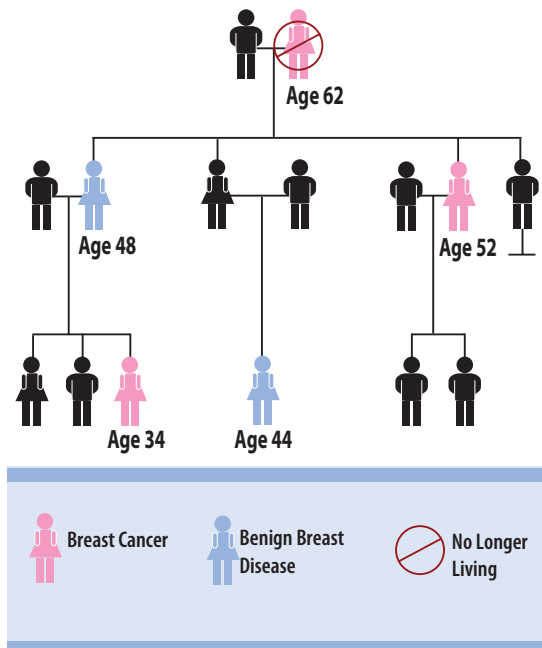 Age 62
Age 48
Age 52
Age 34
Age 44
Breast Cancer
Benign Breast
Disease
No Longer
Living